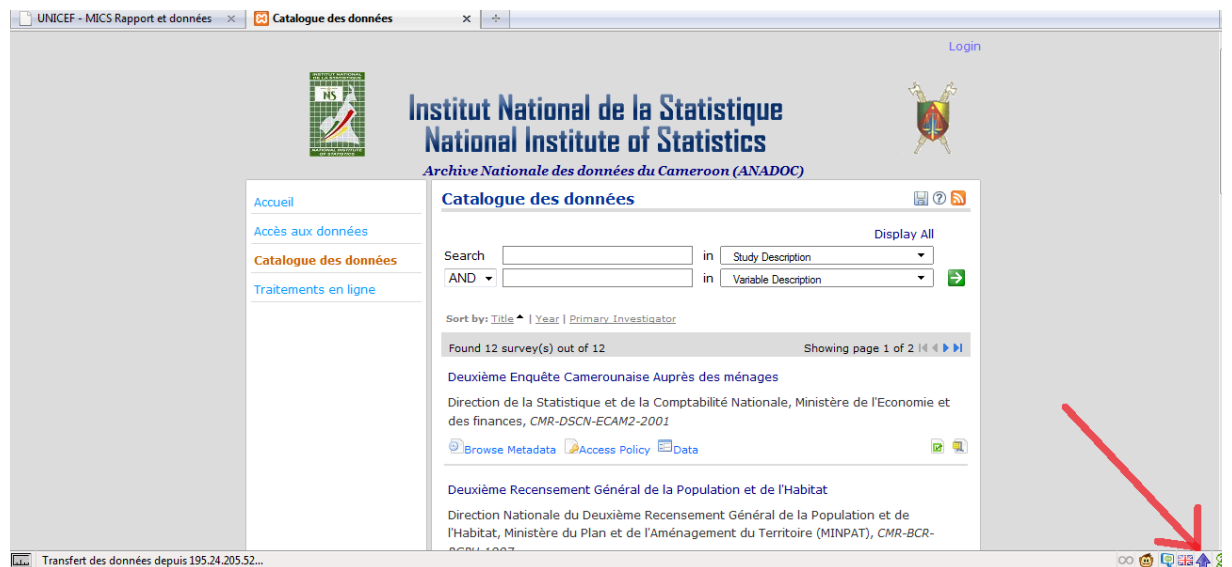 UNICEF - MICS Rapport et données
Catalogue des données
Login
INS
Institut National de la Statistique
National Institute of Statistics
Archive Nationale des données du Cameroon (ANADOC)
Accueil
Accès aux données
Catalogue des données
Traitements en ligne
Catalogue des données
Display All
Search in Study Description
AND in Variable Description
Sort by: Title | Year | Primary Investigator
Found 12 survey(s) out of 12 Showing page 1 of 2
Deuxième Enquête Camerounaise Auprès des ménages
Direction de la Statistique et de la Comptabilité Nationale, Ministère de l'Economie et
des finances, CMR-DSCN-ECAM2-2001
Browse Metadata Access Policy Data
Deuxième Recensement Général de la Population et de l'Habitat
Direction Nationale du Deuxième Recensement Général de la Population et de
l'Habitat, Ministère du Plan et de l'Aménagement du Territoire (MINPAT), CMR-BCR-
Transfert des données depuis 195.24.205.52...